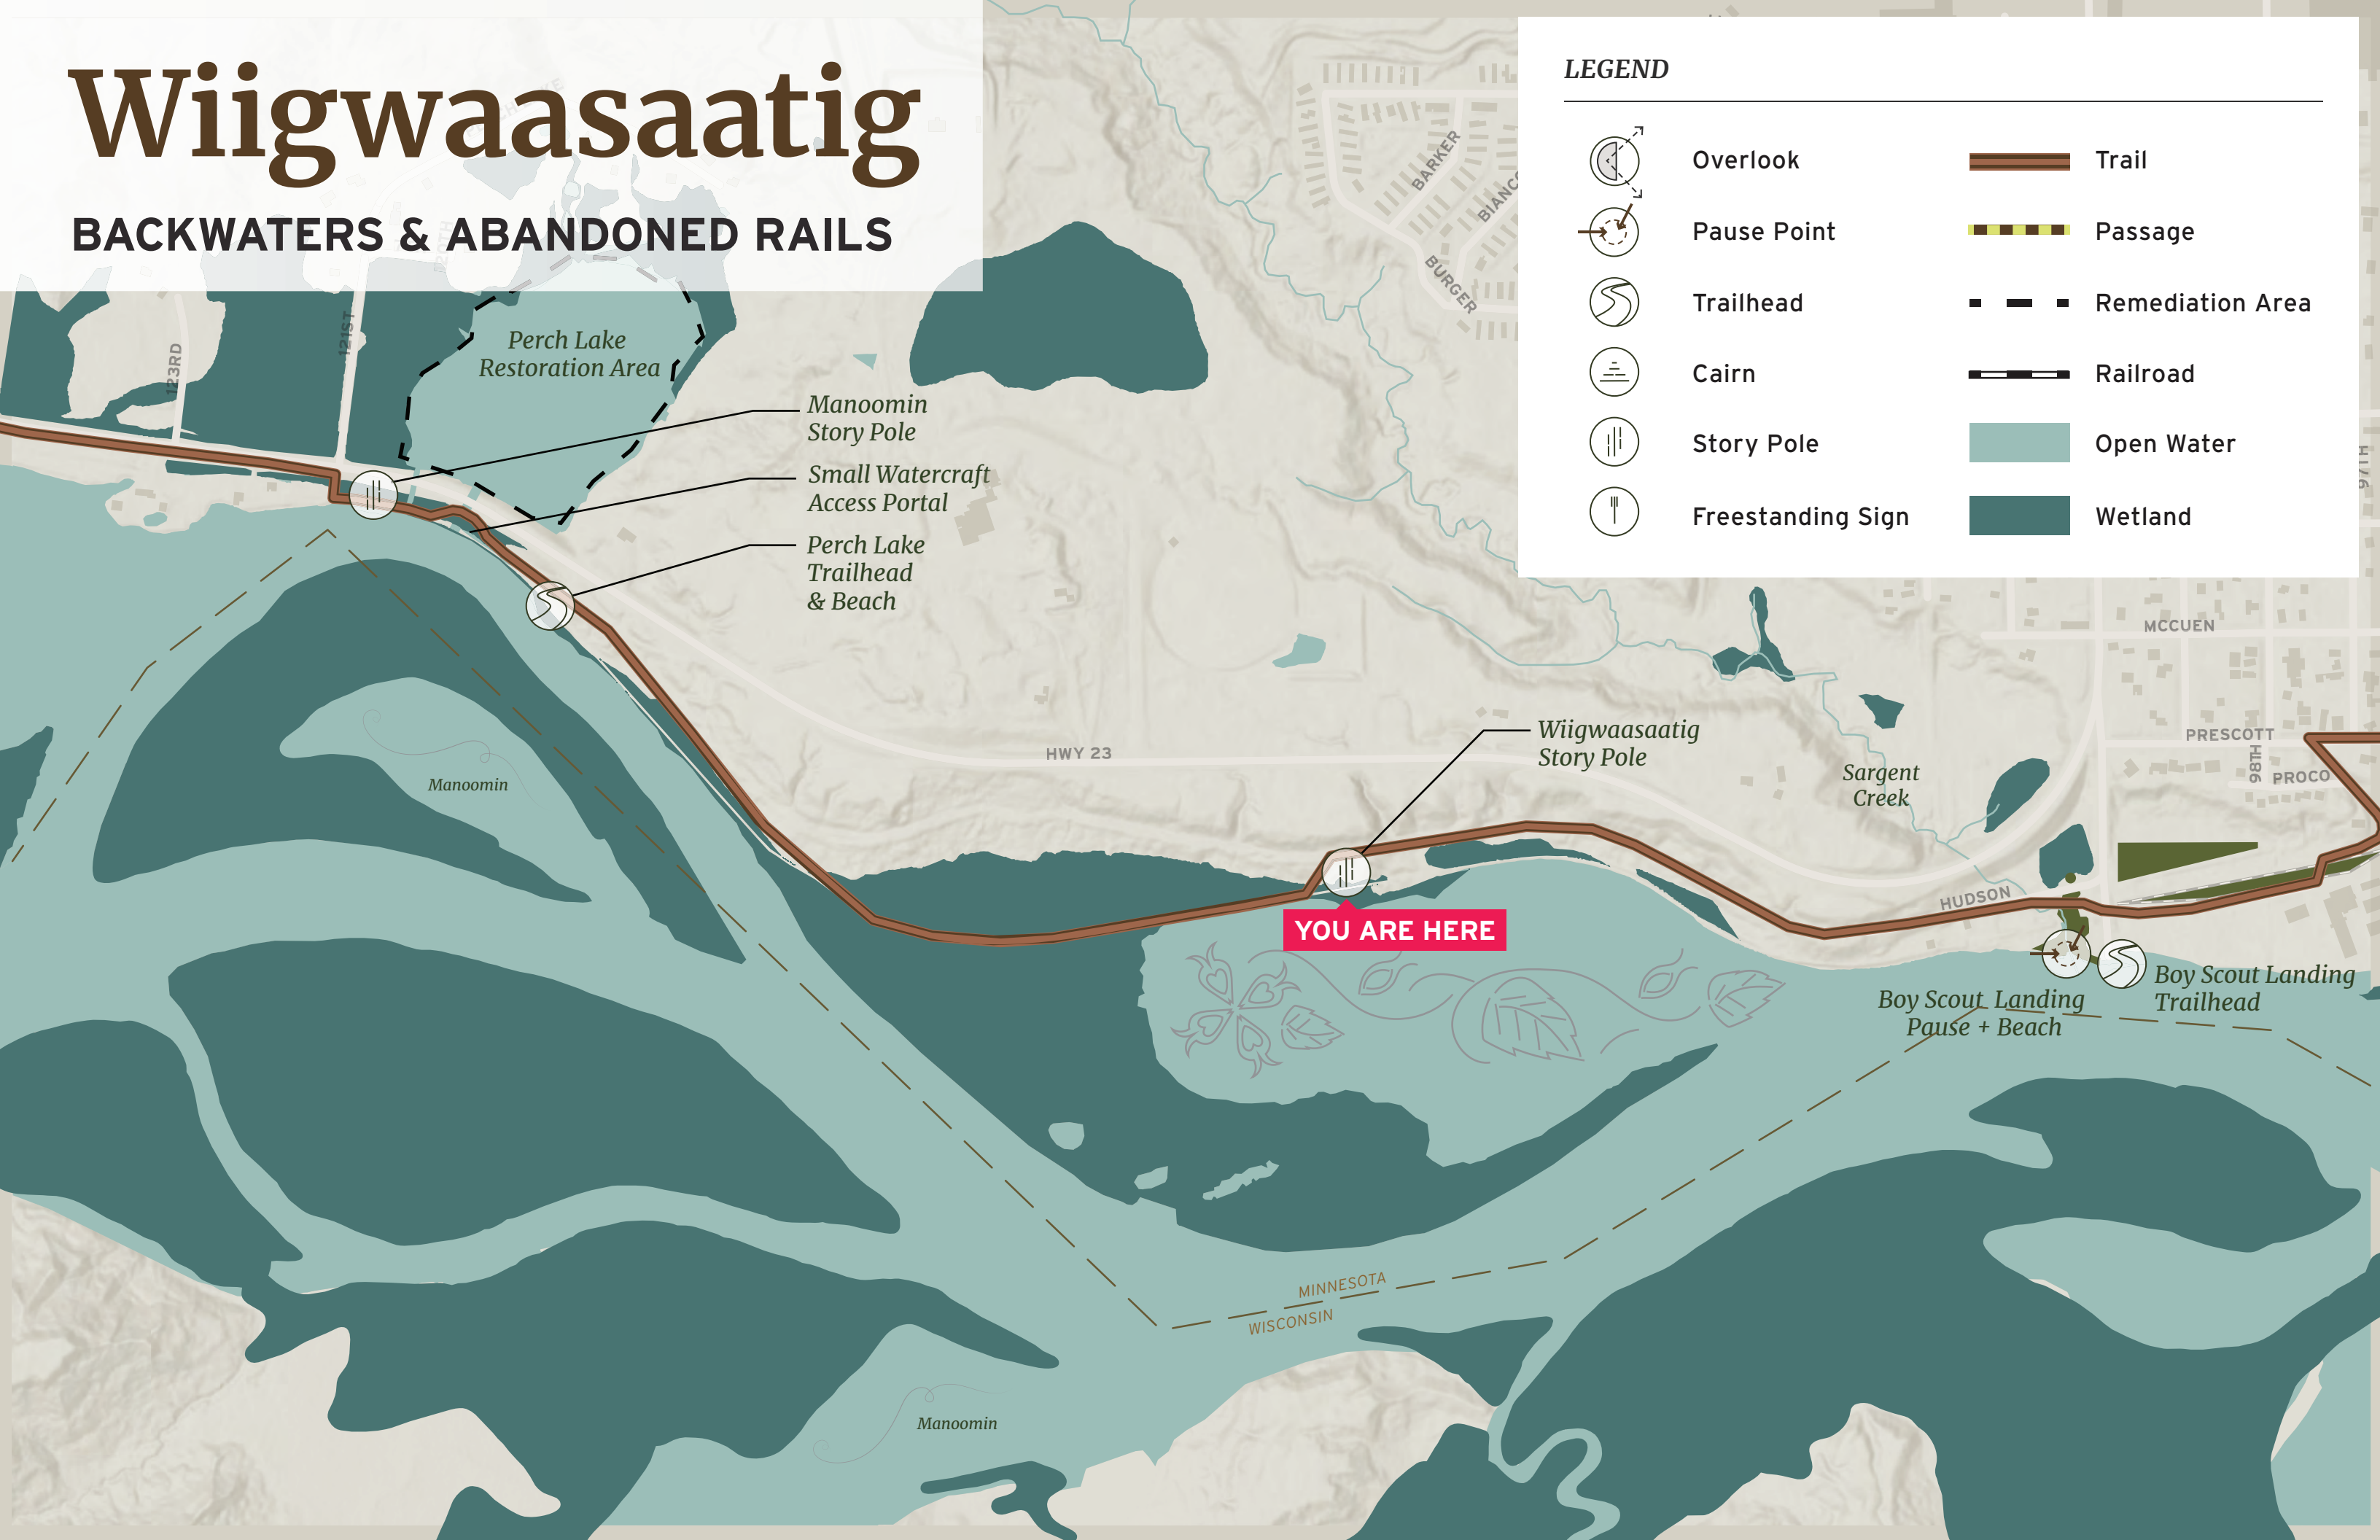 Wiigwaasaatig
BACKWATERS & ABANDONED RAILS
LEGEND
Overlook
Pause Point
Trailhead
Cairn
Story Pole
Freestanding Sign
Trail
Passage
Remediation Area
Railroad
Open Water
Wetland
BARKER
BURGER
123RD
121ST
Perch Lake
Restoration Area
Manoomin
Story Pole
Small Watercraft
Access Portal
Perch Lake
Trailhead
& Beach
97TH
MCCUEN
PRESCOTT
98TH
PROCO
HWY 23
Wiigwaasaatig
Story Pole
Sargent
Creek
Manoomin
HUDSON
YOU ARE HERE
Boy Scout Landing
Trailhead
Boy Scout Landing
Pause + Beach
MINNESOTA
WISCONSIN
Manoomin